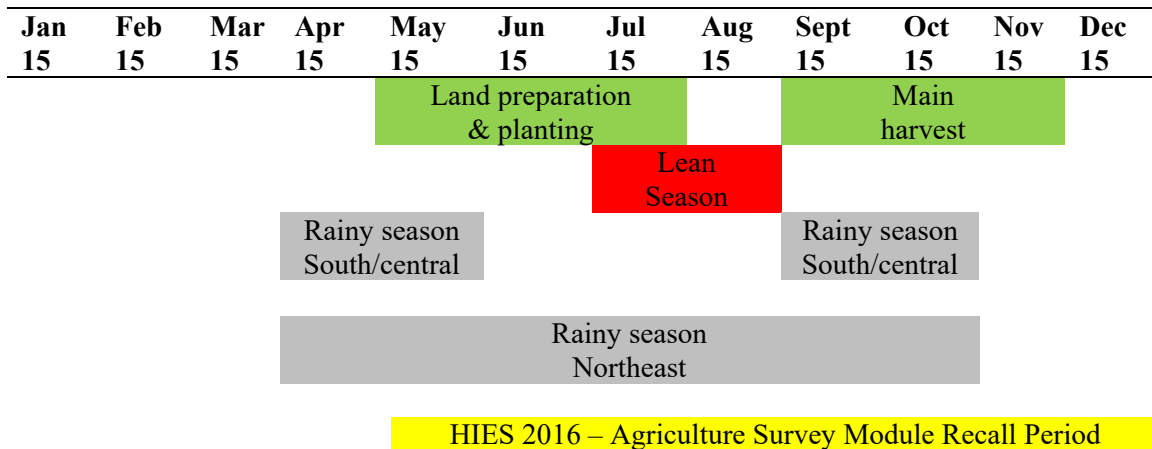 Jan Feb Mar Apr May Jun Jul Aug Sept Oct Nov Dec
15 15 15 15 15 15 15 15 15 15 15 15
Land preparation Main
& planting harvest
Lean
Season
Rainy season Rainy season
South/central South/central
Rainy season
Northeast
HIES 2016 – Agriculture Survey Module Recall Period